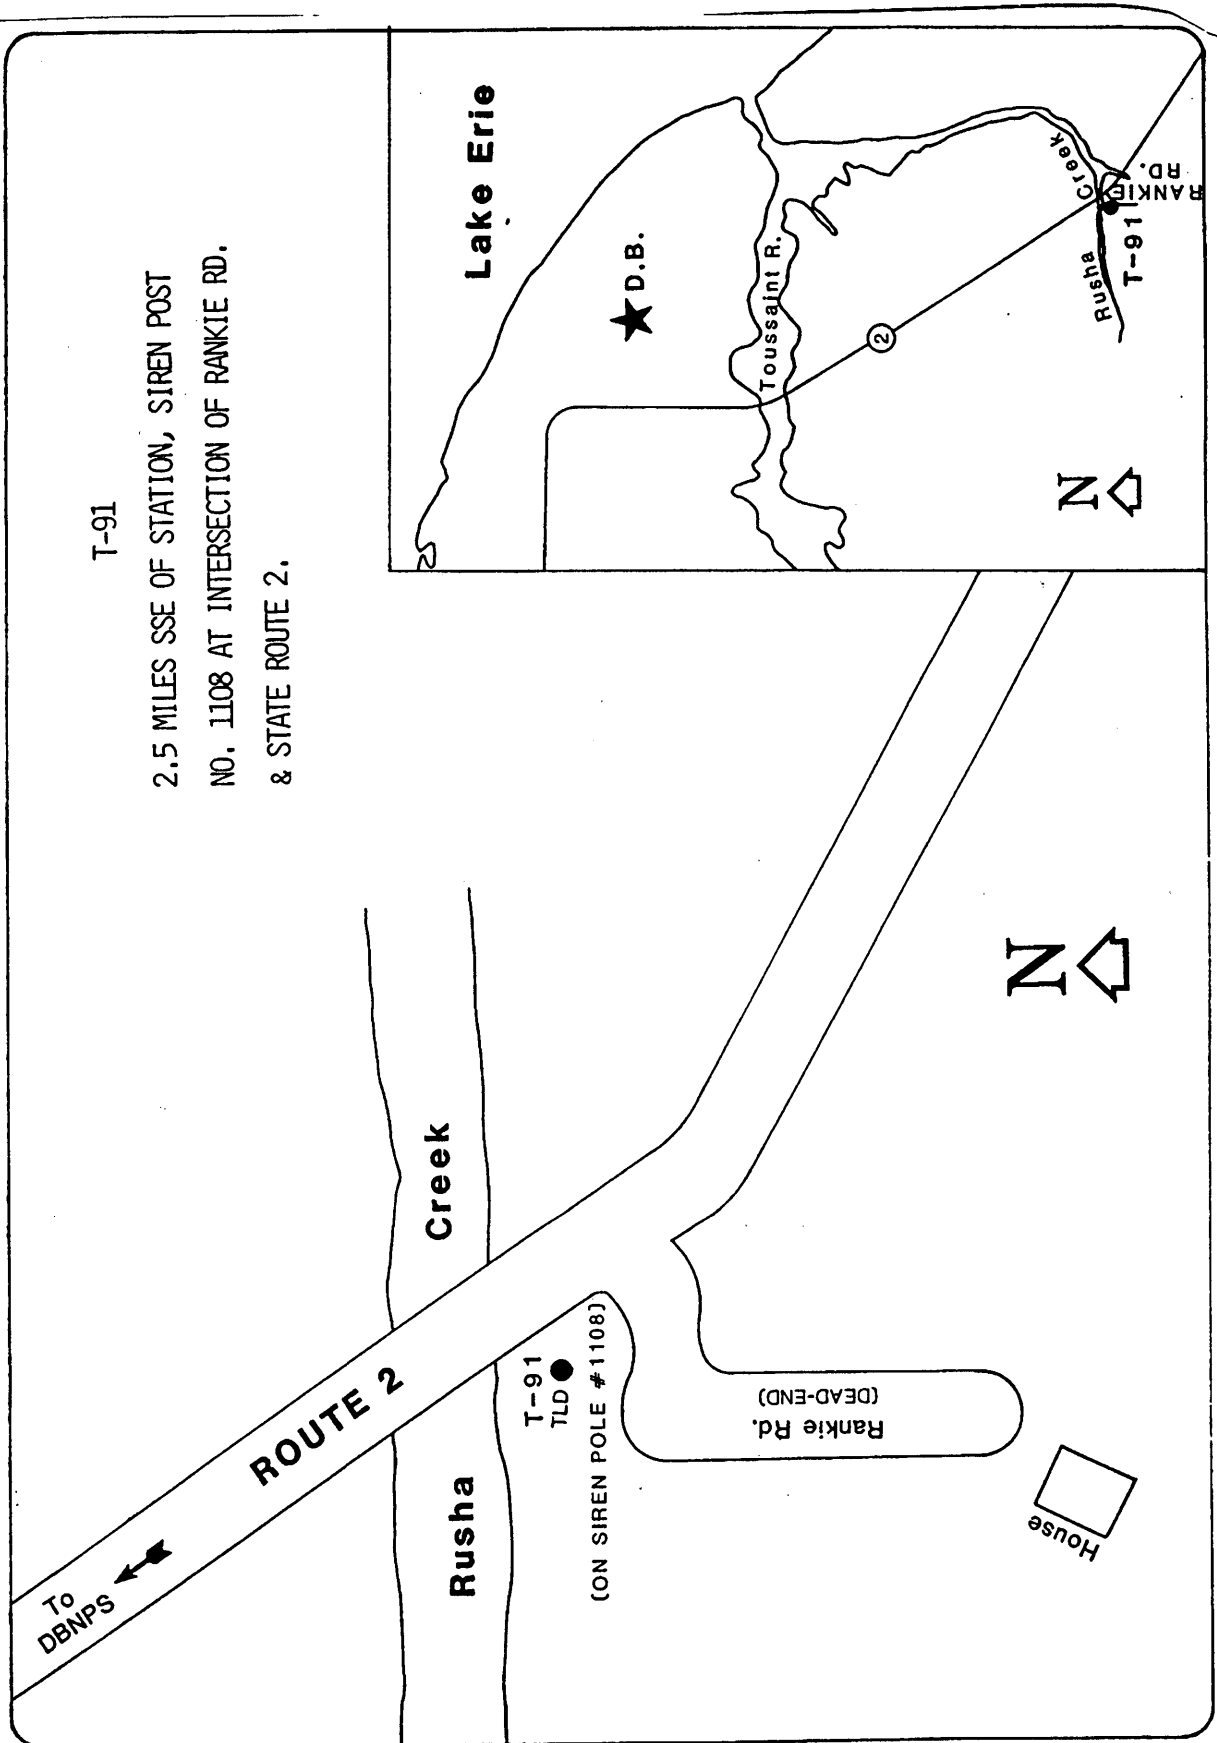 T-91
2.5 MILES SSE OF STATION, SIREN POST
NO. 1108 AT INTERSECTION OF RANKIE RD.
& STATE ROUTE 2.
To
DBNPS
ROUTE 2
Rusha Creek
T-91
TLD
(ON SIREN POLE #1108)
Rankie Rd.
(DEAD-END)
House
N
Lake Erie
D.B.
Toussaint R.
2
Rusha Creek
T-91
RANKIE
RD.
N